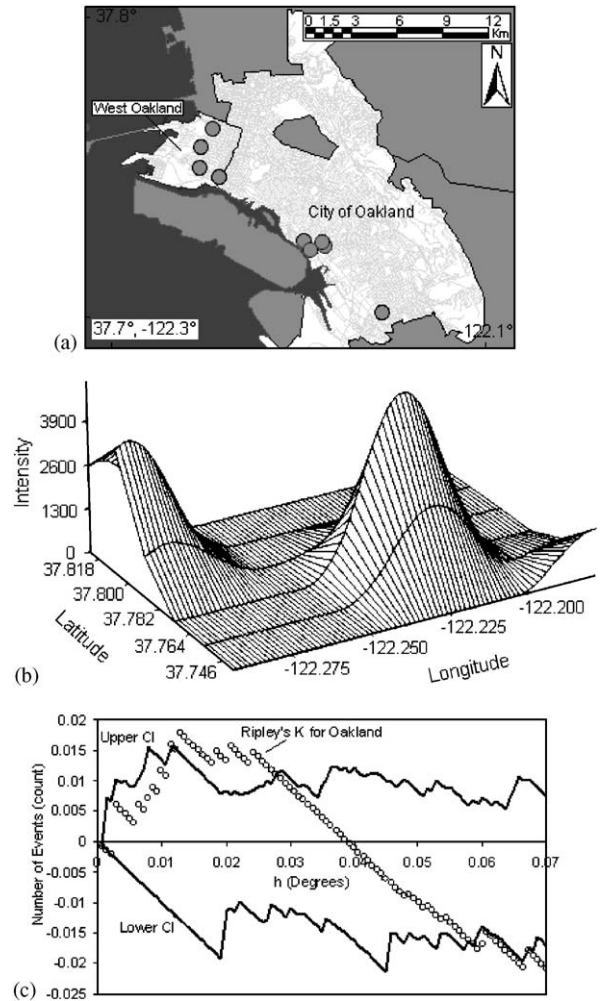 37.8°
0 1.5 3 6 9 12
Km
N
West Oakland
City of Oakland
37.7°, -122.3°
-122.1°
(a)
Intensity
3900
2600
1300
0
37.818
37.800
37.782
37.764
37.746
Latitude
-122.275
-122.250
-122.225
-122.200
Longitude
(b)
Number of Events (count)
0.02
0.015
0.01
0.005
0
-0.005
-0.01
-0.015
-0.02
-0.025
Upper CI
Ripley's K for Oakland
0 0.01 0.02 0.03 0.04 0.05 0.06 0.07
h (Degrees)
Lower CI
(c)